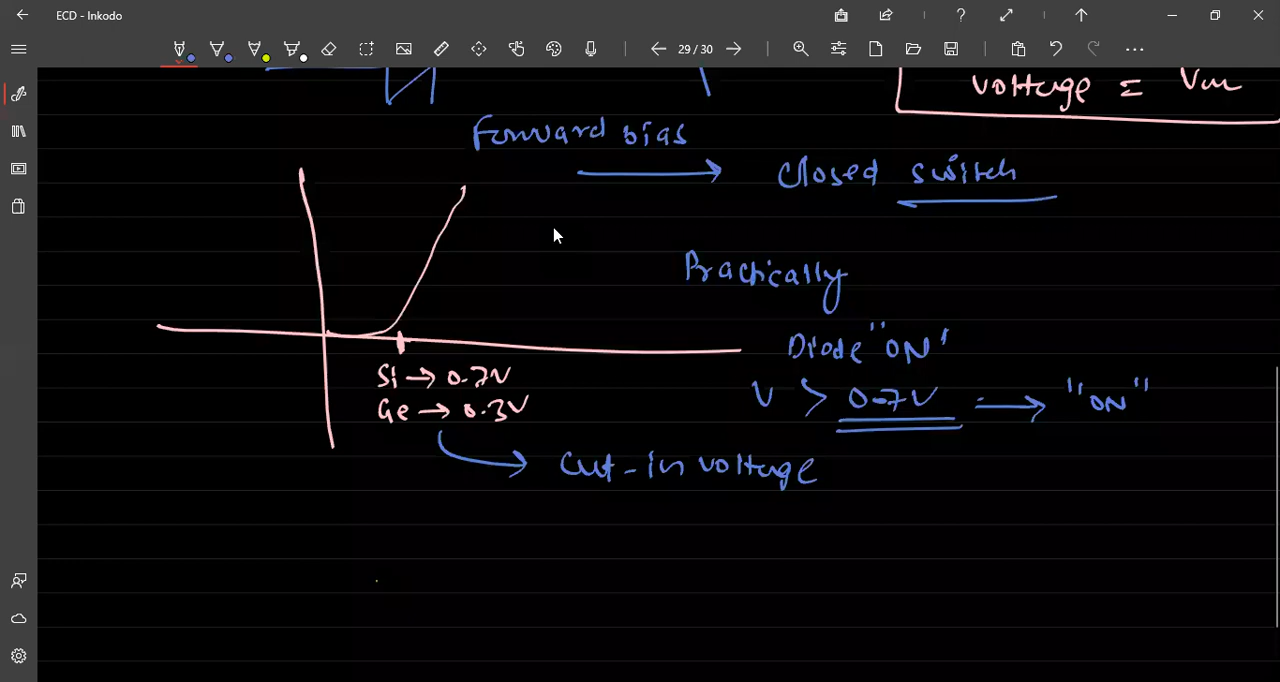 ECD - Inkodo
29 / 30
voltage = Vm
Forward bias
Closed switch
Practically
Diode "ON"
Si → 0.7V
Ge → 0.3V
V > 0.7V → "ON"
Cut-in voltage